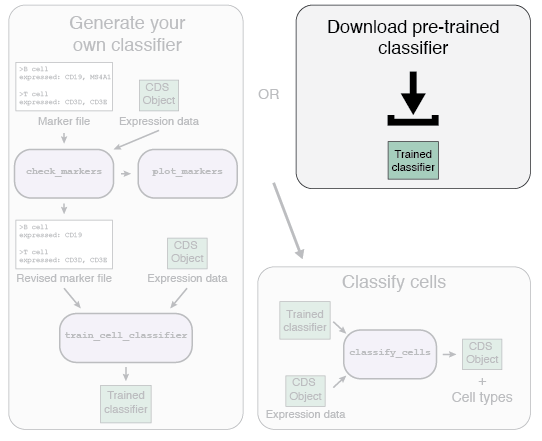 Generate your
own classifier
>B cell
expressed: CD19, MS4A1
>T cell
expressed: CD3D, CD3E
Marker file
CDS
Object
Expression data
check_markers
plot_markers
>B cell
expressed: CD19
>T cell
expressed: CD3D, CD3E
Revised marker file
CDS
Object
Expression data
train_cell_classifier
Trained
classifier
OR
Download pre-trained
classifier
Trained
classifier
Classify cells
Trained
classifier
CDS
Object
Expression data
classify_cells
CDS
Object
+
Cell types